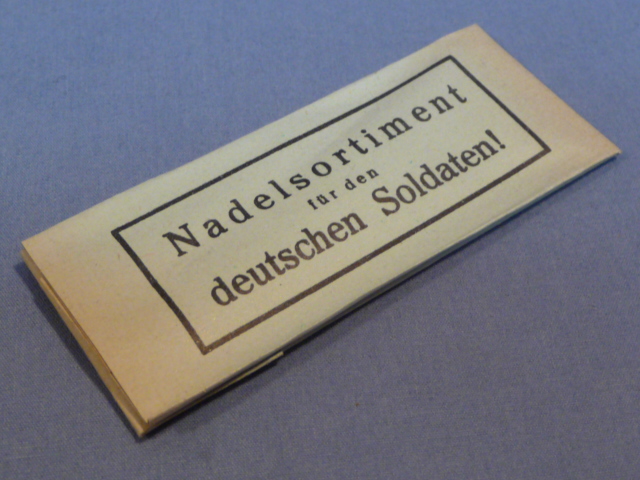 Nadelsortiment
für den
deutschen Soldaten!